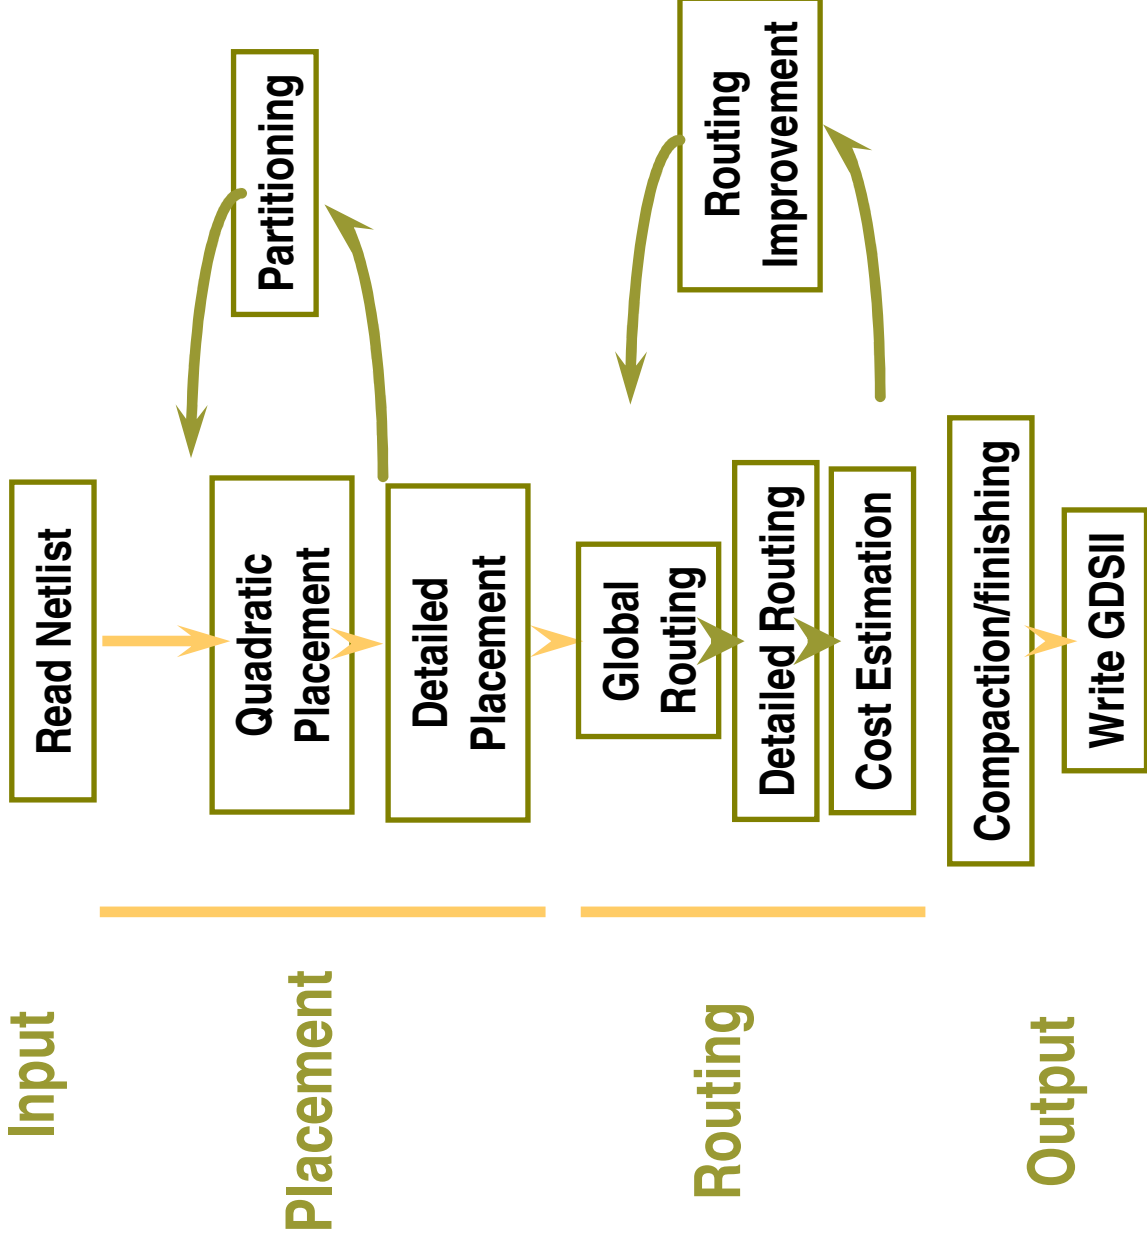 Input
Read Netlist
Placement
Quadratic
Placement
Partitioning
Detailed
Placement
Routing
Global
Routing
Detailed Routing
Routing
Improvement
Cost Estimation
Output
Compaction/finishing
Write GDSII